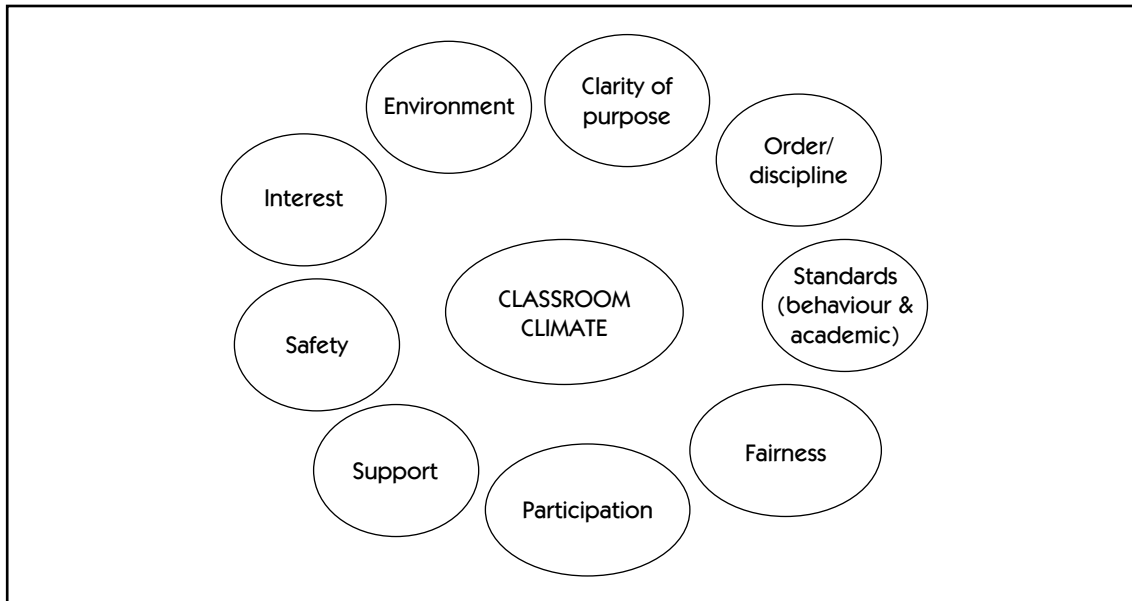 Environment
Clarity of
purpose
Order/
discipline
Interest
Standards
(behaviour &
academic)
CLASSROOM
CLIMATE
Safety
Fairness
Support
Participation